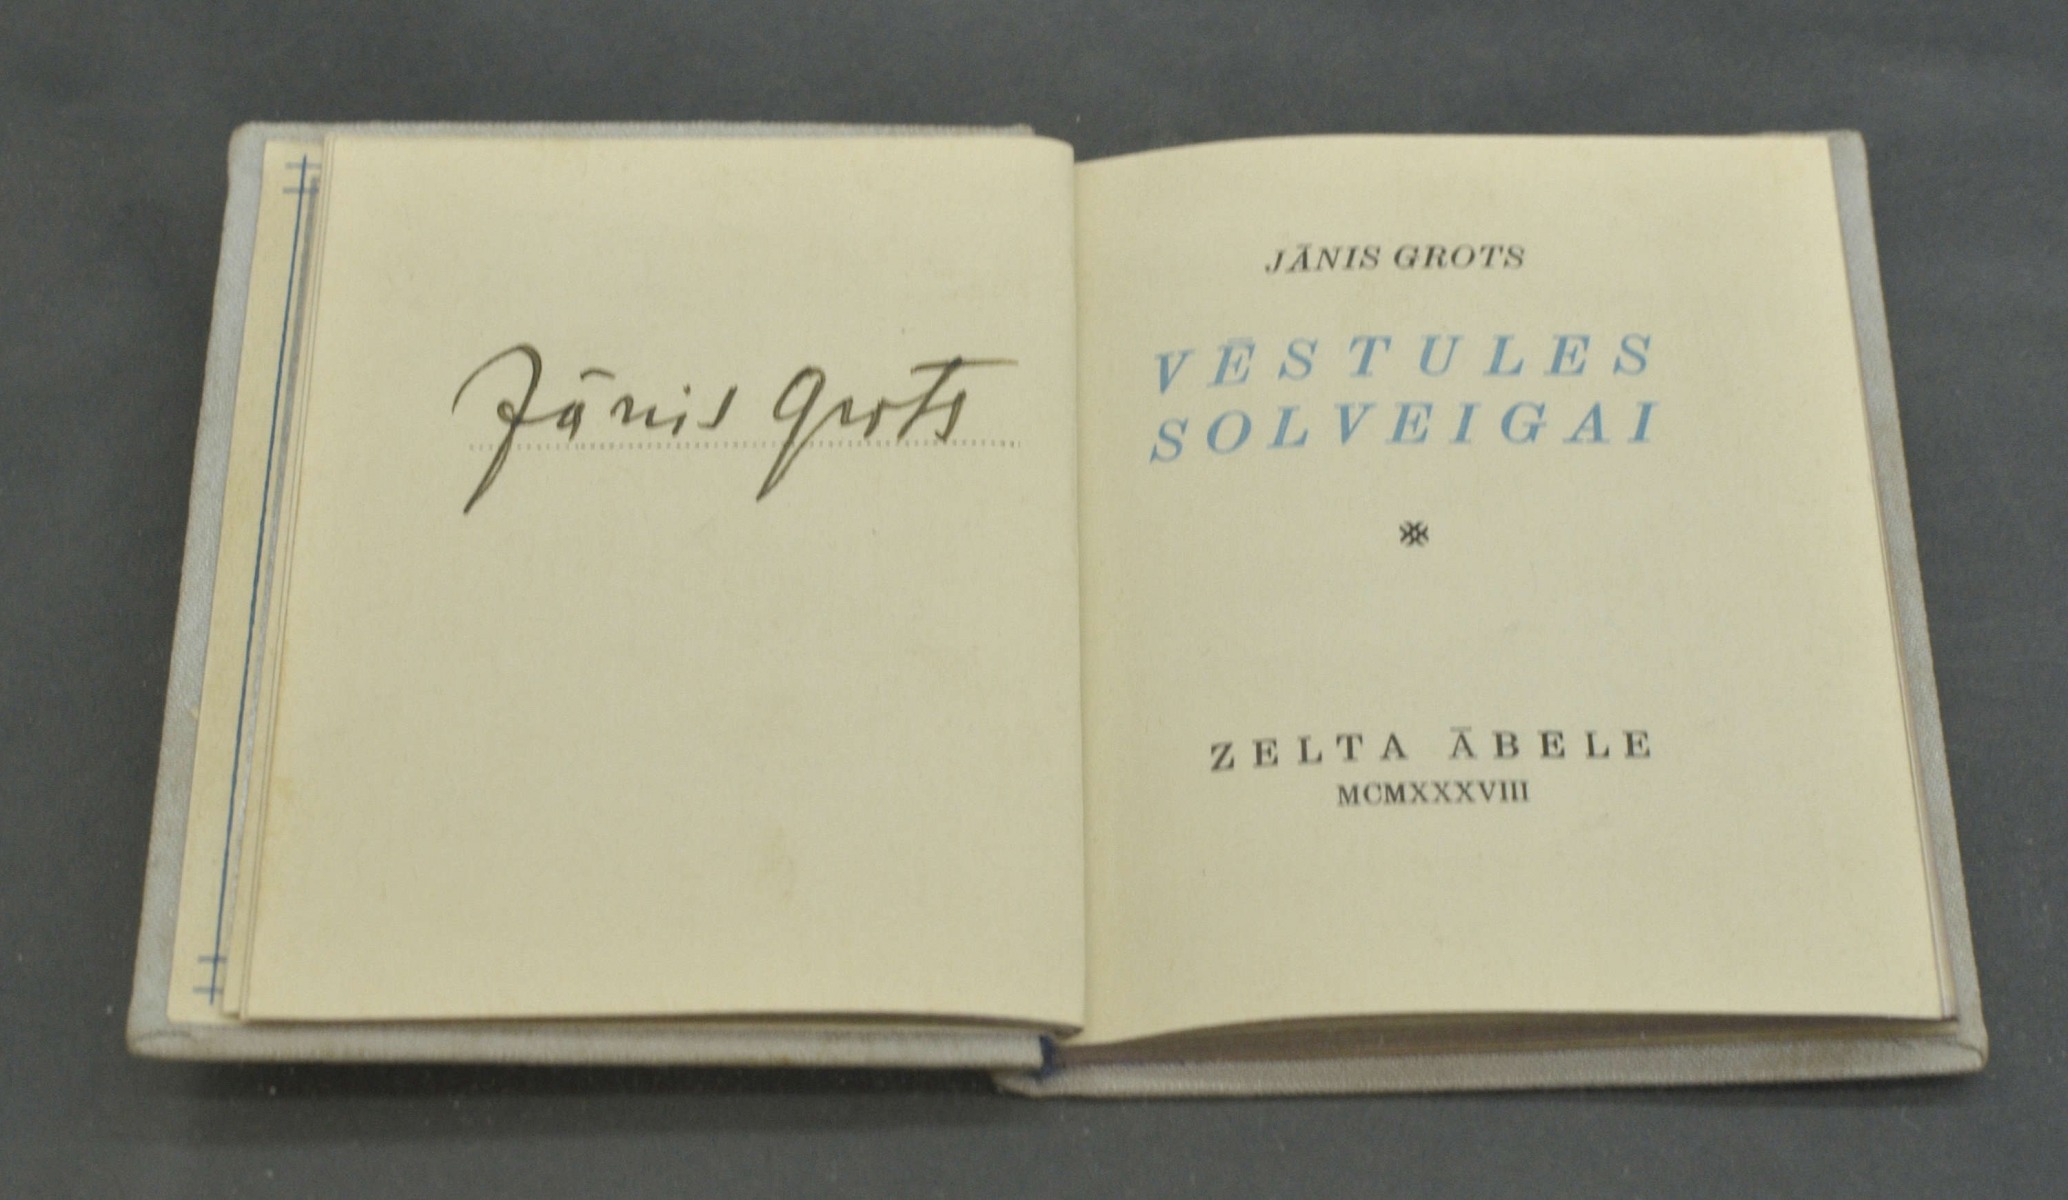 Jānis Grots
JĀNIS GROTS
VĒSTULES
SOLVEIGAI
ZELTA ĀBELE
MCMXXXVIII